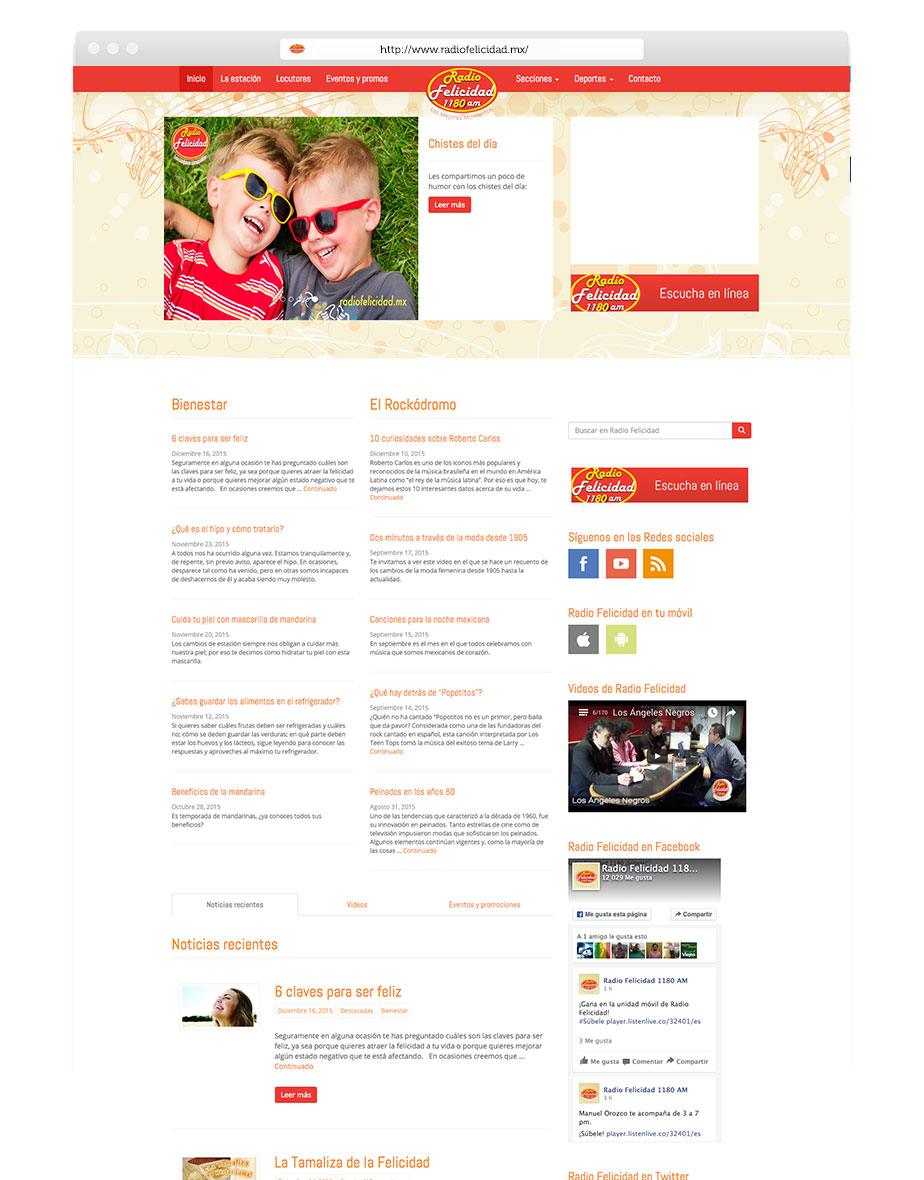 http://www.radiofelicidad.mx/
Inicio
La estación
Locutores
Eventos y promos
Radio
Felicidad
1180 am
Los Mejores Momentos
Secciones
Deportes
Contacto
Radio
Felicidad
radiofelicidad.mx
Chistes del día
Les compartimos un poco de
humor con los chistes del día:
Leer más
Radio
Felicidad
1180 am
Escucha en línea
Bienestar
6 claves para ser feliz
Diciembre 16, 2015
Seguramente en alguna ocasión te has preguntado cuáles son
las claves para ser feliz, ya sea porque quieres atraer la felicidad
a tu vida o porque quieres mejorar algún estado negativo que te
está afectando. En ocasiones creemos que ... Continuado
¿Qué es el hipo y cómo tratarlo?
Noviembre 23, 2015
A todos nos ha ocurrido alguna vez. Estamos tranquilamente y,
de repente, sin previo aviso, aparece el hipo. En ocasiones,
desparece tal como ha venido, pero en otras somos incapaces
de deshacernos de él y acaba siendo muy molesto.
Cuida tu piel con mascarilla de mandarina
Noviembre 20, 2015
Los cambios de estación siempre nos obligan a cuidar más
nuestra piel; por eso te decimos como hidratar tu piel con esta
mascarilla.
¿Sabes guardar los alimentos en el refrigerador?
Noviembre 12, 2015
Si quieres saber cuáles frutas deben ser refrigeradas y cuáles
no; cómo se deden guardar las verduras; en qué parte deben
estar los huevos y los lácteos, sigue leyendo para conocer las
respuestas y aproveches al máximo tu refrigerador.
Beneficios de la mandarina
Octubre 28, 2015
Es temporada de mandarinas, ¿ya conoces todos sus
beneficios?
El Rockódromo
10 curiosidades sobre Roberto Carlos
Diciembre 10, 2015
Roberto Carlos es uno de los iconos más populares y
reconocidos de la música brasileña en el mundo en América
Latina como "el rey de la música latina". Por eso es que hoy, te
dejamos estos 10 interesantes datos acerca de su vida ...
Continuado
Dos minutos a través de la moda desde 1905
Septiembre 17, 2015
Te invitamos a ver este video en el que se hace un recuento de
los cambios de la moda femenina desde 1905 hasta la
actualidad.
Canciones para la noche mexicana
Septiembre 15, 2015
En septiembre es el mes en el que todos celebramos con
música que somos mexicanos de corazón.
¿Qué hay detrás de "Popotitos"?
Septiembre 14, 2015
¿Quién no ha cantado "Popotitos no es un primor, pero baila
que da pavor? Considerada como una de las fundadoras del
rock cantado en español, esta canción interpretada por Los
Teen Tops tomó la música del exitoso tema de Larry ...
Continuado
Peinados en los años 60
Agosto 31, 2015
Uno de las tendencias que caracterizó a la década de 1960, fue
su innovación en peinados. Tanto estrellas de cine como de
televisión impusieron modas que sofisticaron los peinados.
Algunos elementos continúan vigentes y, como la mayoría de
las cosas ... Continuado
Buscar en Radio Felicidad
Radio
Felicidad
1180 am
Escucha en línea
Síguenos en las Redes sociales
Radio Felicidad en tu móvil
Videos de Radio Felicidad
6/170 Los Ángeles Negros
Los Ángeles Negros
Radio Felicidad en Facebook
Radio Felicidad 118...
12 029 Me gusta
Me gusta esta página
Compartir
A 1 amigo le gusta esto
Radio Felicidad 1180 AM
1 h
¡Gana en la unidad móvil de Radio
Felicidad!
#Súbele player.listenlive.co/32401/es
3 Me gusta
Me gusta
Comentar
Compartir
Radio Felicidad 1180 AM
3 h
Manuel Orozco te acompaña de 3 a 7
pm.
¡Súbele! player.listenlive.co/32401/es
Radio Felicidad en Twitter
Noticias recientes
Videos
Eventos y promociones
Noticias recientes
6 claves para ser feliz
Diciembre 16, 2015
Destacadas
Bienestar
Seguramente en alguna ocasión te has preguntado cuáles son las claves para ser
feliz, ya sea porque quieres atraer la felicidad a tu vida o porque quieres mejorar
algún estado negativo que te está afectando. En ocasiones creemos que ...
Continuado
Leer más
La Tamaliza de la Felicidad